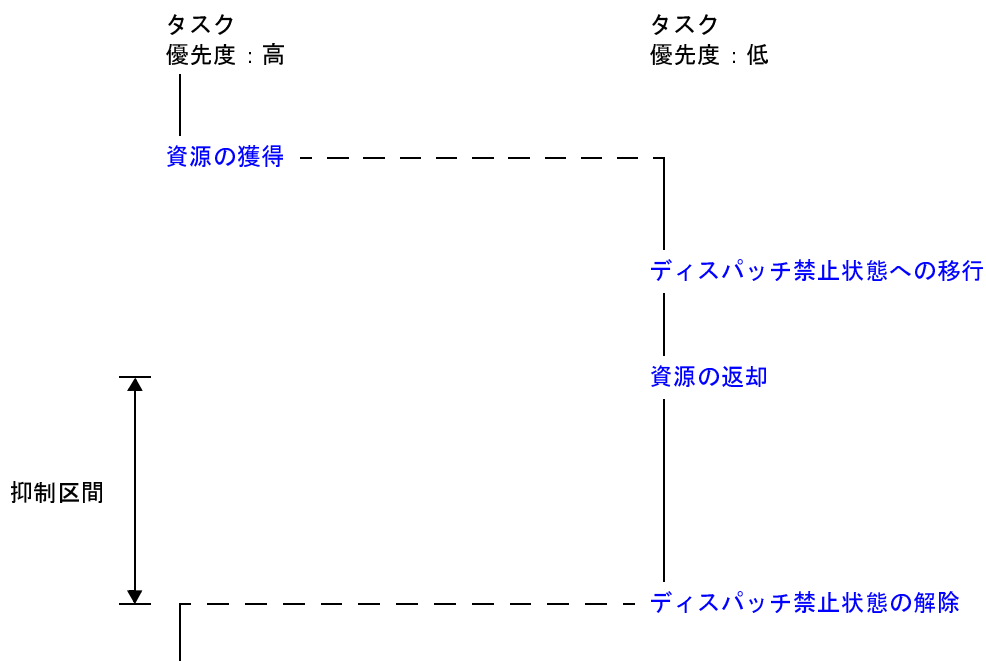 タスク
優先度：高
タスク
優先度：低
資源の獲得
ディスパッチ禁止状態への移行
資源の返却
抑制区間
ディスパッチ禁止状態の解除